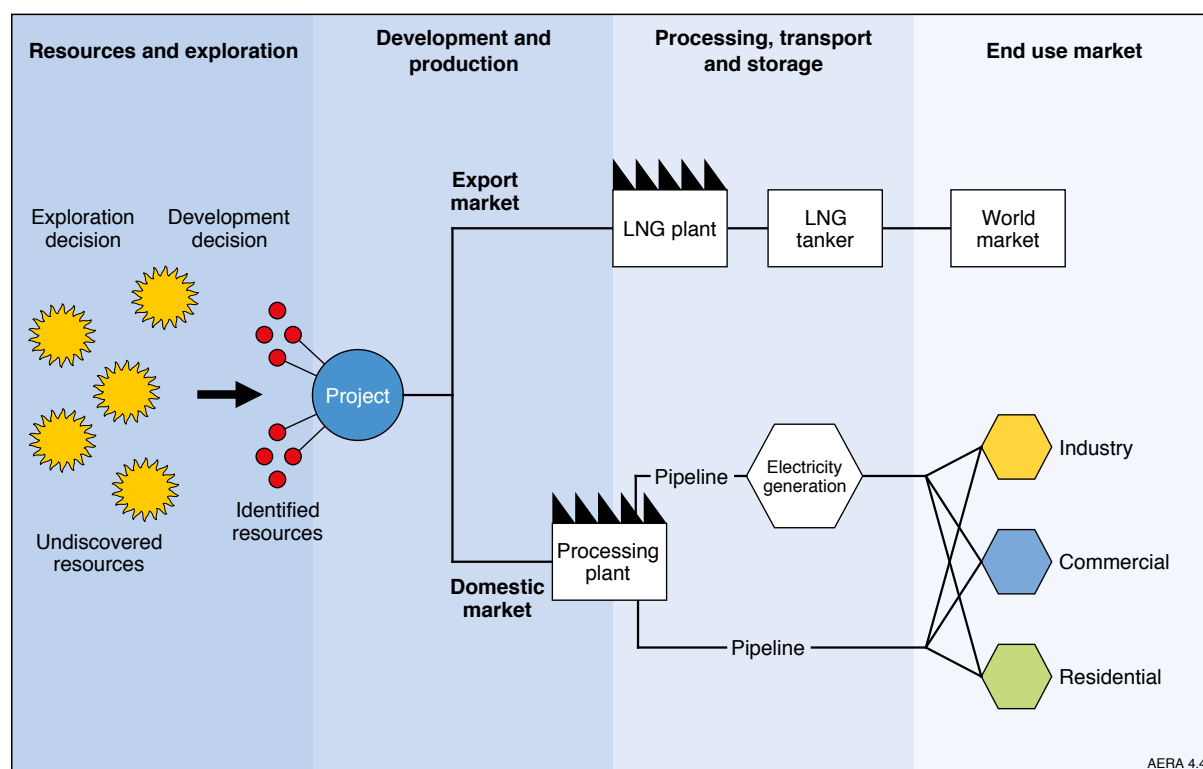 Resources and exploration
Development and
production
Processing, transport
and storage
End use market
Exploration
decision
Development
decision
Undiscovered
resources
Identified
resources
Project
Export
market
LNG plant
LNG
tanker
World
market
Domestic
market
Processing
plant
Pipeline
Electricity
generation
Pipeline
Industry
Commercial
Residential